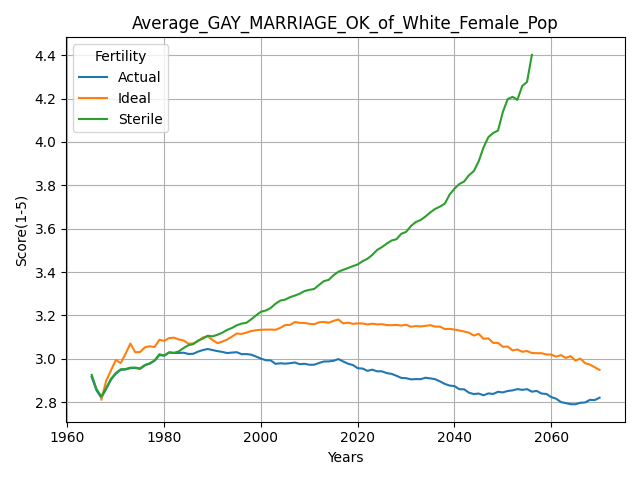 Average_GAY_MARRIAGE_OK_of_White_Female_Pop
Fertility
Actual
Ideal
Sterile
Score(1-5)
4.4
4.2
4.0
3.8
3.6
3.4
3.2
3.0
2.8
1960 1980 2000 2020 2040 2060
Years